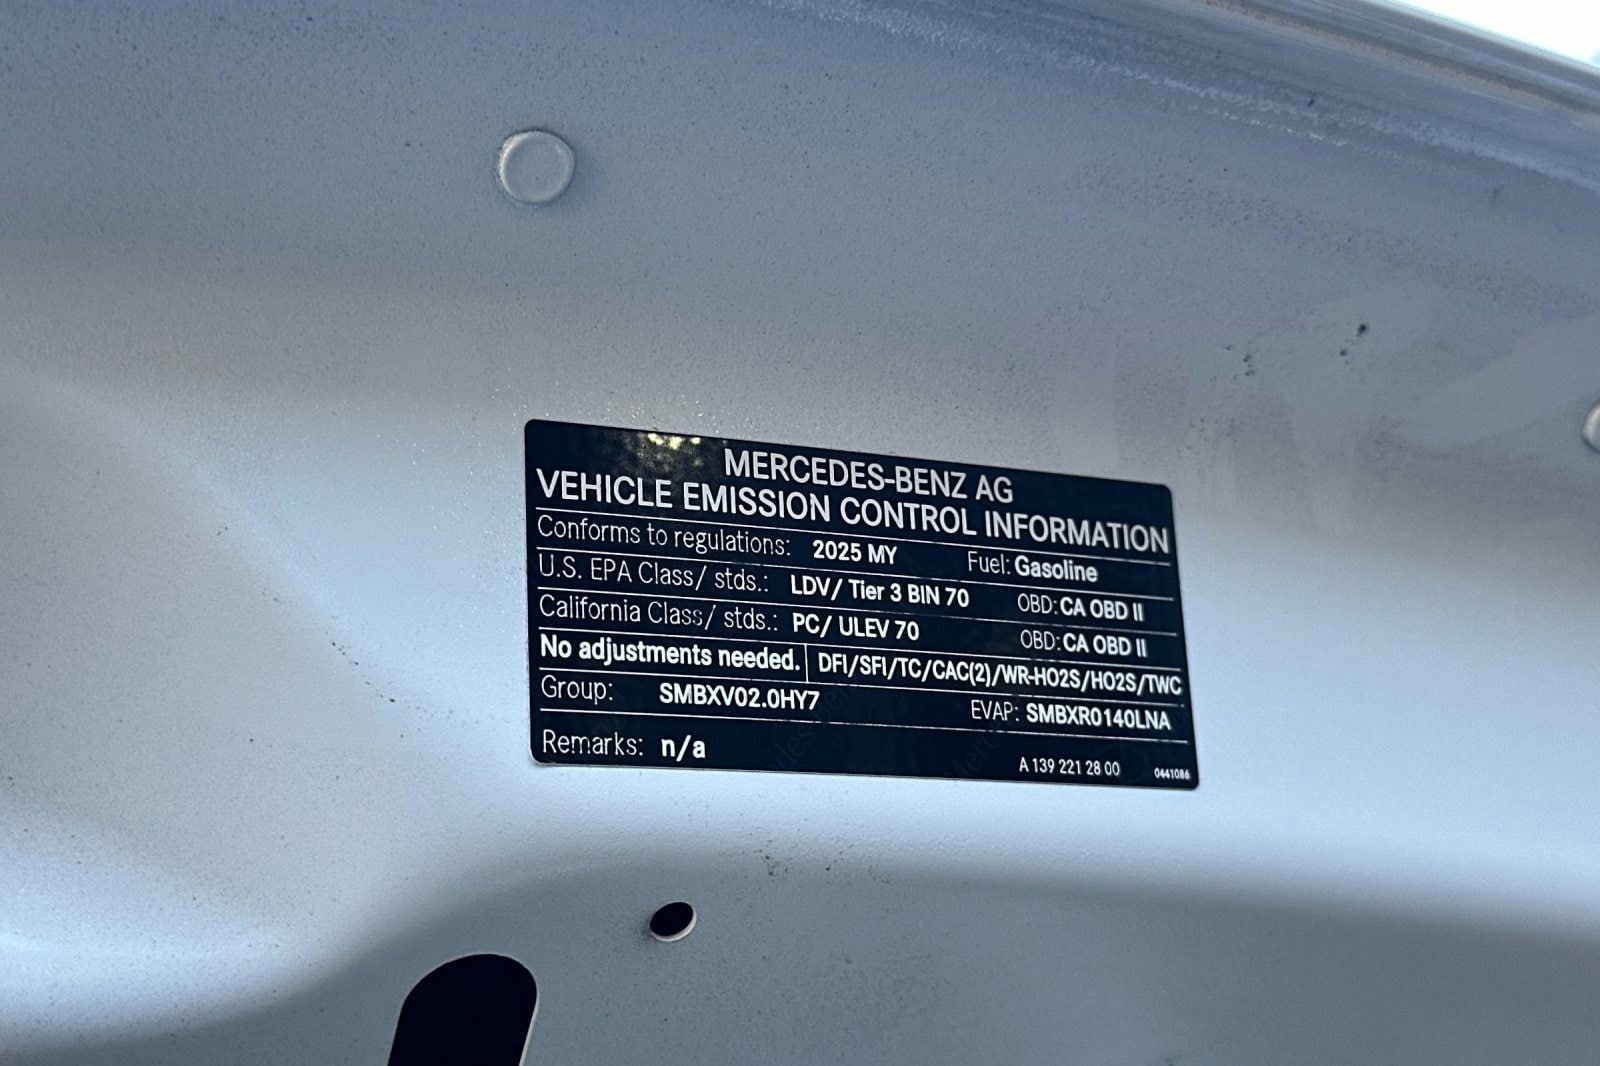 MERCEDES-BENZ AG
VEHICLE EMISSION CONTROL INFORMATION
Conforms to regulations: 2025 MY Fuel: Gasoline
U.S. EPA Class/ stds.: LDV/ Tier 3 BIN 70 OBD: CA OBD II
California Class/ stds.: PC/ ULEV 70 OBD: CA OBD II
No adjustments needed. DFI/SFI/TC/CAC(2)/WR-HO2S/HO2S/TWC
Group: SMBXV02.0HY7 EVAP: SMBXR0140LNA
Remarks: n/a A 139 221 28 00 0441086